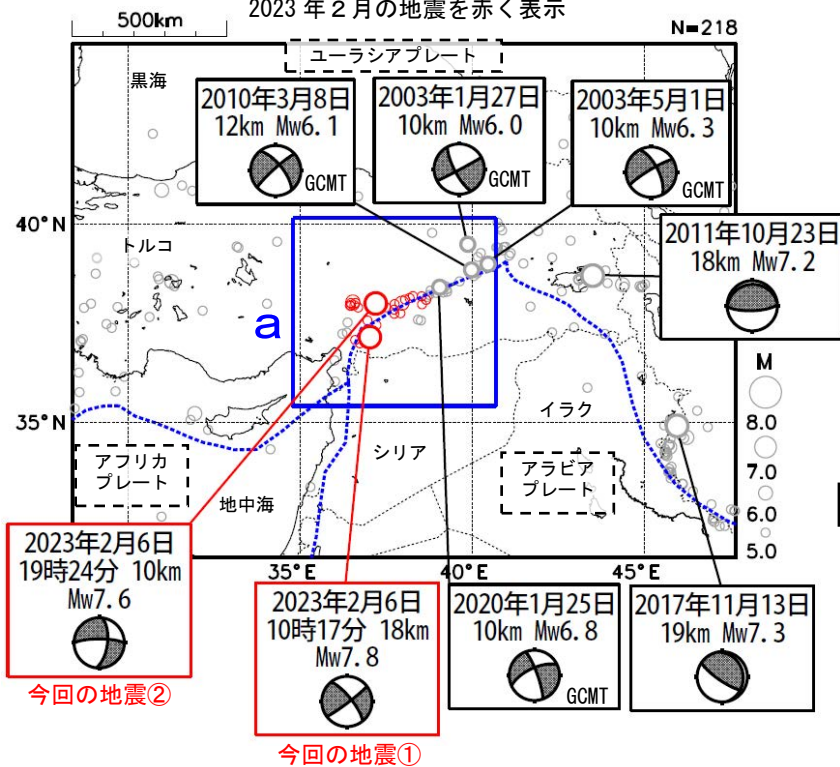 2023 年２月の地震を赤く表示
500km
N=218
ユーラシアプレート
黒海
2010年3月8日
12km Mw6.1
GCMT
2003年1月27日
10km Mw6.0
GCMT
2003年5月1日
10km Mw6.3
GCMT
40°N
トルコ
2011年10月23日
18km Mw7.2
a
M
8.0
7.0
6.0
5.0
35°N
イラク
シリア
アフリカ
プレート
アラビア
プレート
地中海
35°E
40°E
45°E
2023年2月6日
19時24分 10km
Mw7.6
今回の地震②
2023年2月6日
10時17分 18km
Mw7.8
今回の地震①
2020年1月25日
10km Mw6.8
GCMT
2017年11月13日
19km Mw7.3